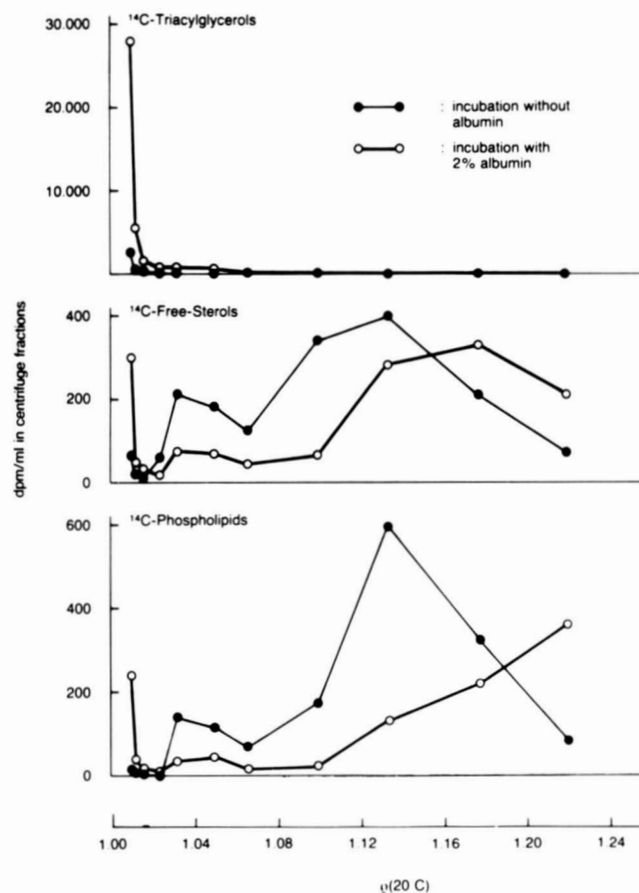 ¹⁴C-Triacylglycerols
30.000
20.000
10.000
: incubation without
albumin
: incubation with
2% albumin
¹⁴C-Free-Sterols
400
200
0
dpm/ml in centrifuge fractions
¹⁴C-Phospholipids
600
400
200
0
1.00
1.04
1.08
1.12
1.16
1.20
1.24
ϱ(20 C)